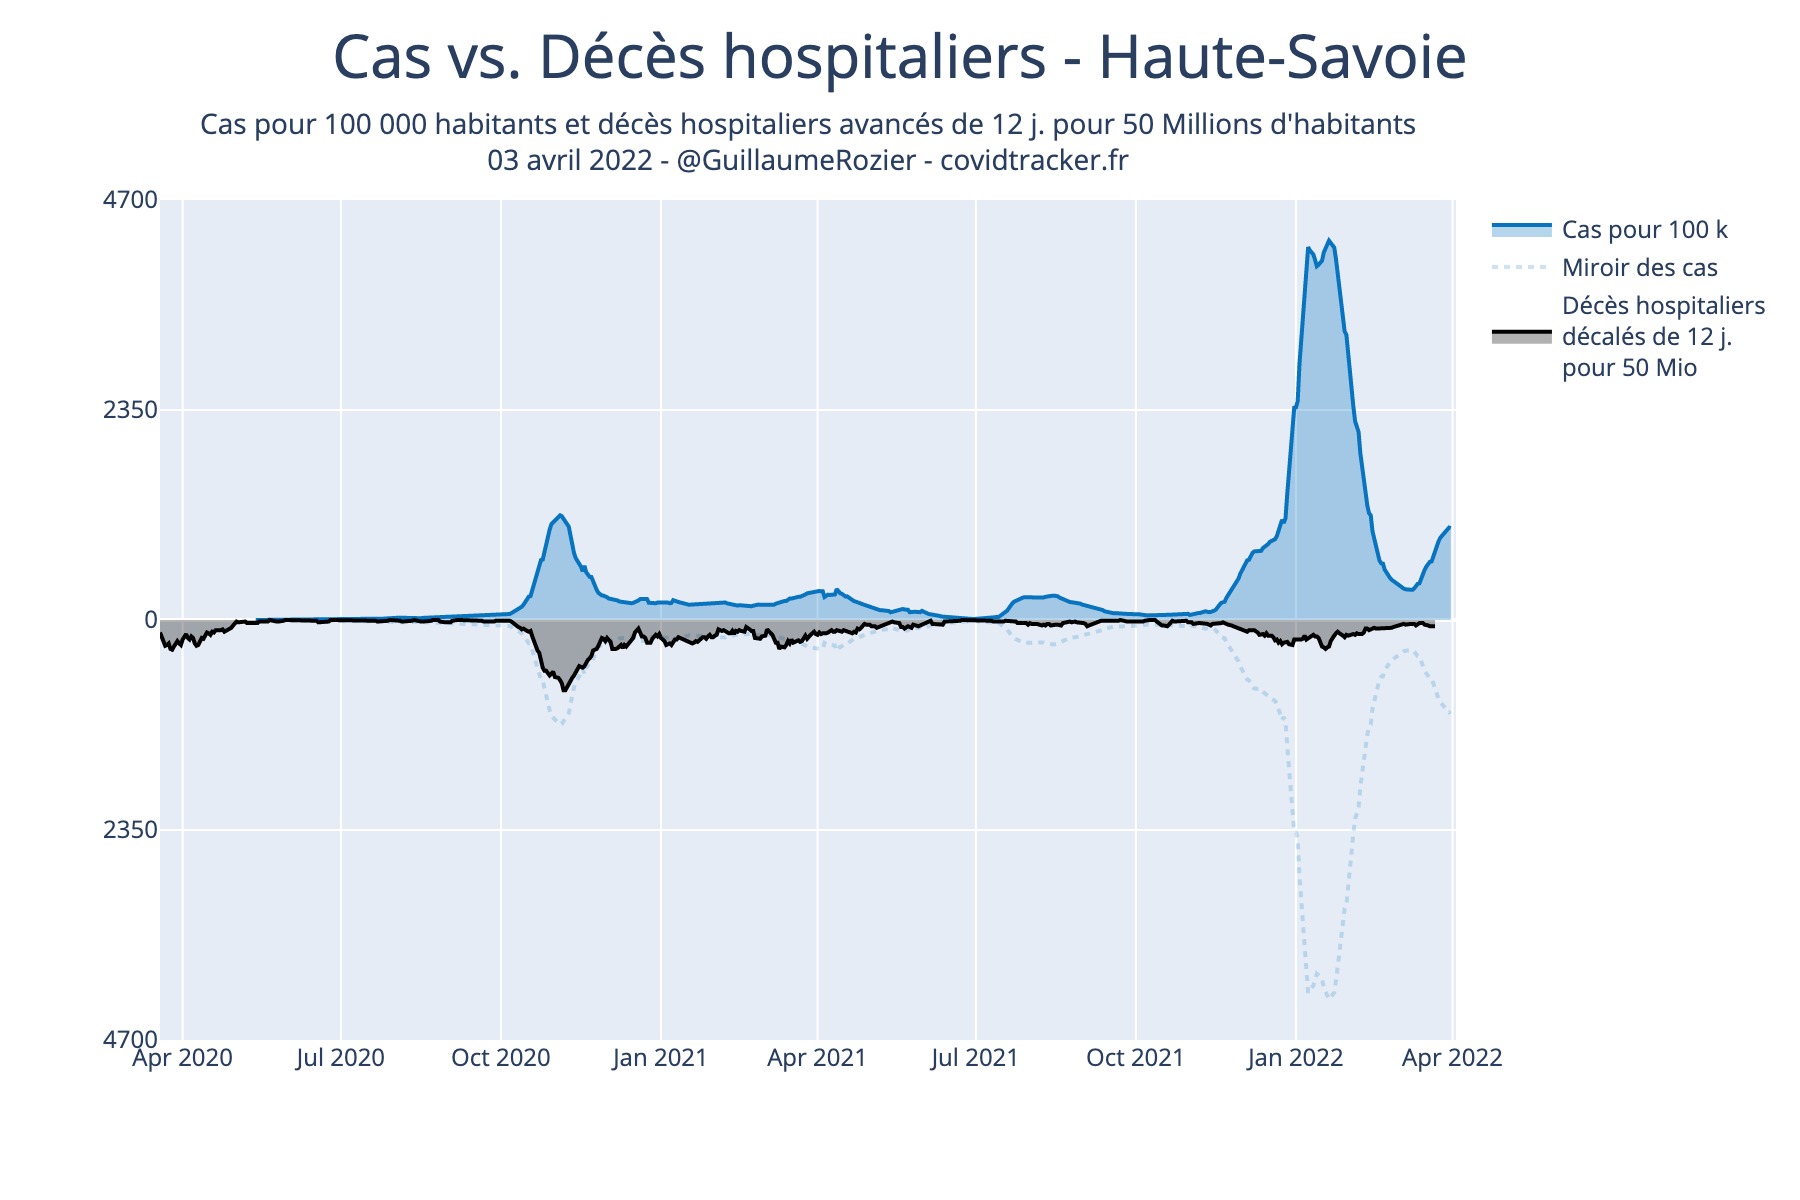 Cas vs. Décès hospitaliers - Haute-Savoie
Cas pour 100 000 habitants et décès hospitaliers avancés de 12 j. pour 50 Millions d'habitants
03 avril 2022 - @GuillaumeRozier - covidtracker.fr
4700
2350
0
2350
4700
Apr 2020
Jul 2020
Oct 2020
Jan 2021
Apr 2021
Jul 2021
Oct 2021
Jan 2022
Apr 2022
Cas pour 100 k
Miroir des cas
Décès hospitaliers
décalés de 12 j.
pour 50 Mio